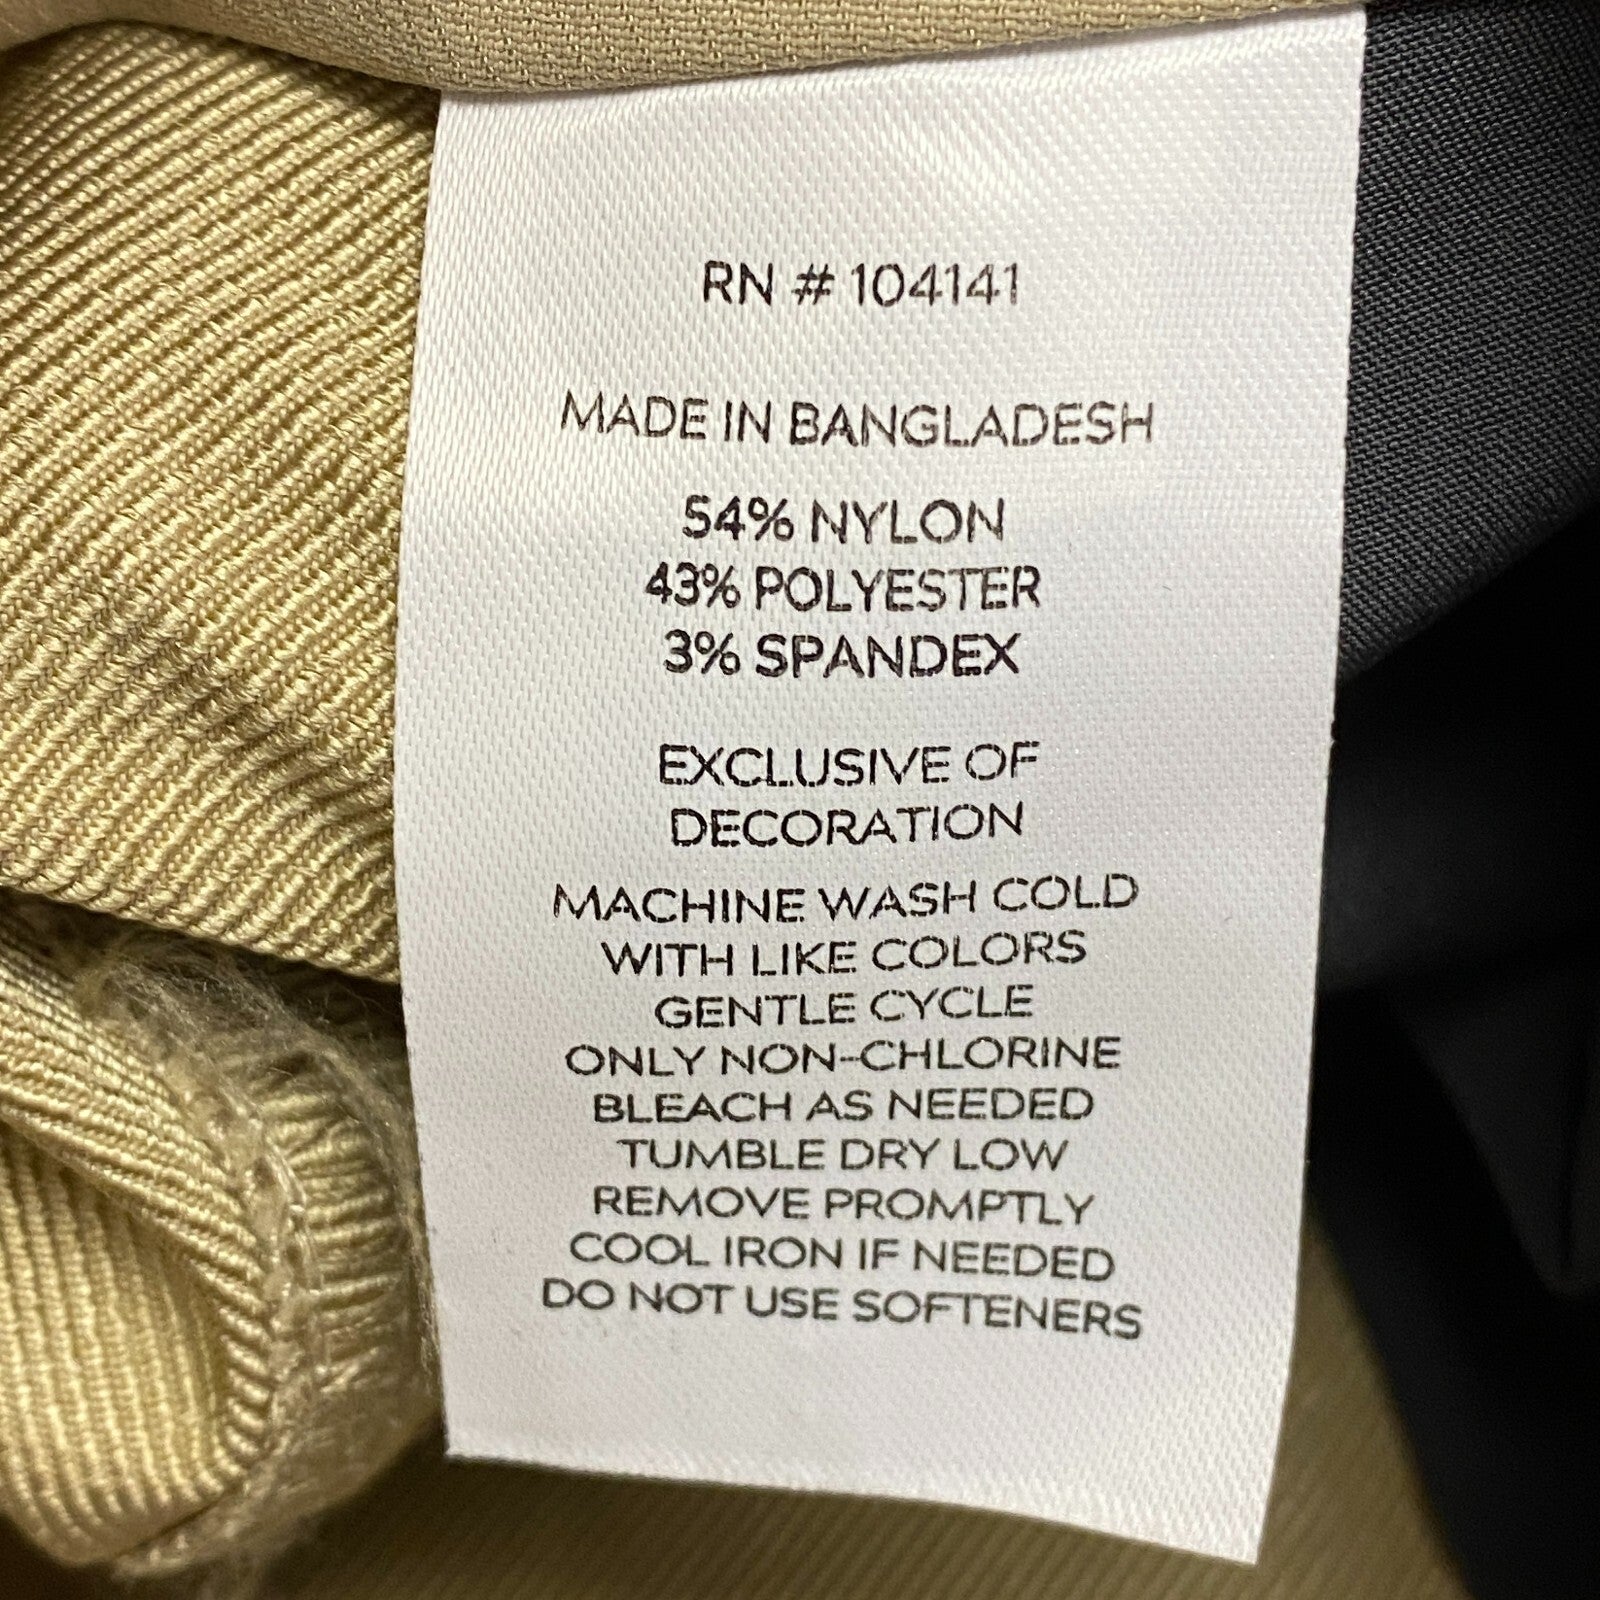 RN # 104141
MADE IN BANGLADESH
54% NYLON
43% POLYESTER
3% SPANDEX
EXCLUSIVE OF
DECORATION
MACHINE WASH COLD
WITH LIKE COLORS
GENTLE CYCLE
ONLY NON-CHLORINE
BLEACH AS NEEDED
TUMBLE DRY LOW
REMOVE PROMPTLY
COOL IRON IF NEEDED
DO NOT USE SOFTENERS